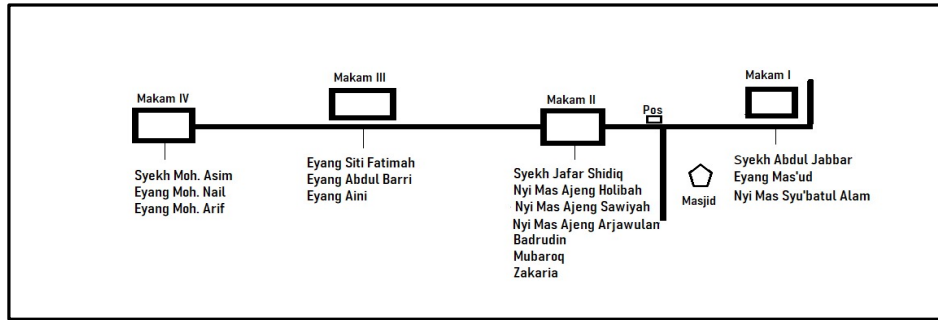 Makam I
Makam III
Makam IV
Makam II
Pos
Syekh Moh. Asim
Eyang Moh. Nail
Eyang Moh. Arif
Eyang Siti Fatimah
Eyang Abdul Barri
Eyang Aini
Syekh Jafar Shidiq
Nyi Mas Ajeng Holibah
Nyi Mas Ajeng Sawiyah
Nyi Mas Ajeng Arjawulan
Badrudin
Mubaroq
Zakaria
Masjid
Syekh Abdul Jabbar
Eyang Mas'ud
Nyi Mas Syu'batul Alam